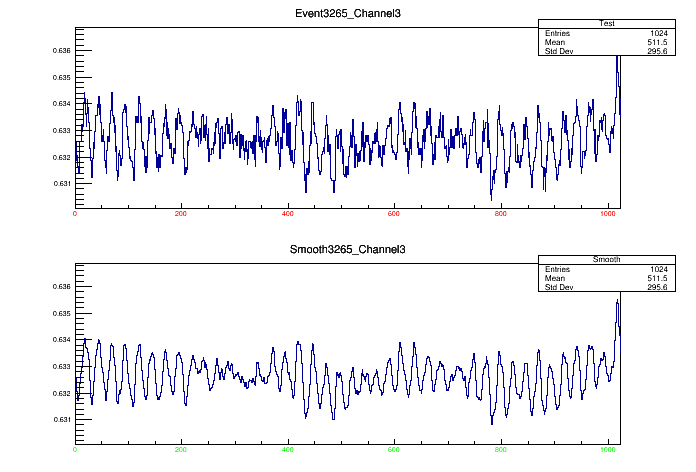 Event3265_Channel3
Test
Entries 1024
Mean 511.5
Std Dev 295.6
0.636
0.635
0.634
0.633
0.632
0.631
0 200 400 600 800 1000
Smooth3265_Channel3
Smooth
Entries 1024
Mean 511.5
Std Dev 295.6
0.636
0.635
0.634
0.633
0.632
0.631
0 200 400 600 800 1000